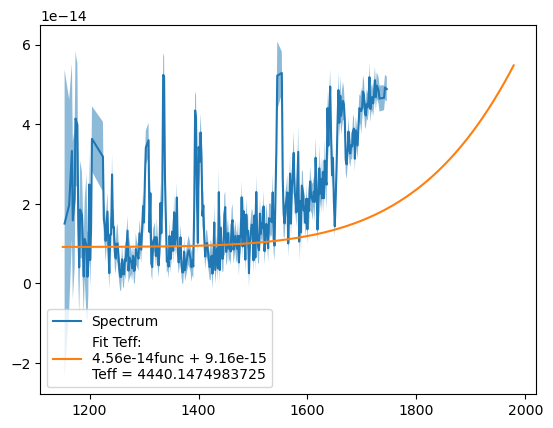 1e−14
6
4
2
0
−2
Spectrum
Fit Teff:
4.56e-14func + 9.16e-15
Teff = 4440.1474983725
1200 1400 1600 1800 2000